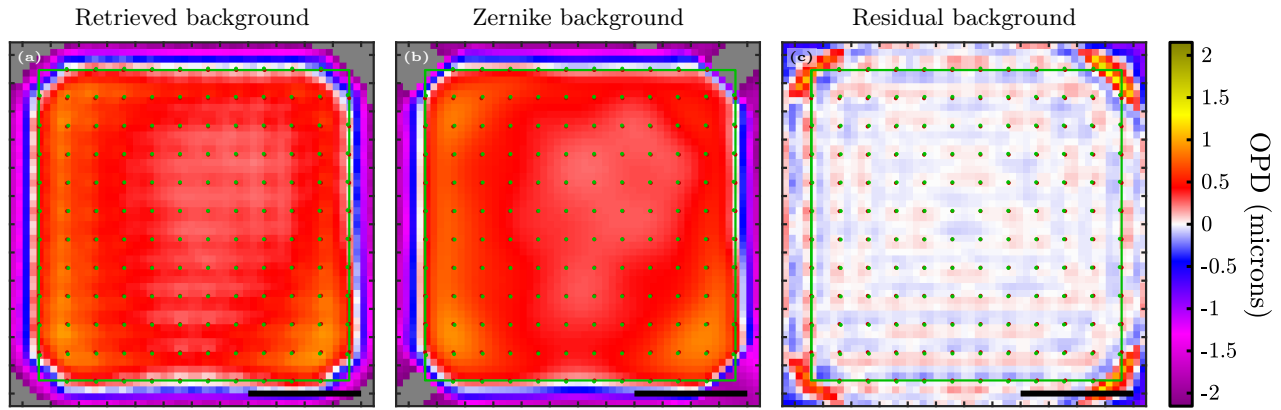 Retrieved background
Zernike background
Residual background
(a)
(b)
(c)
2
1.5
1
0.5
0
-0.5
-1
-1.5
-2
OPD (microns)